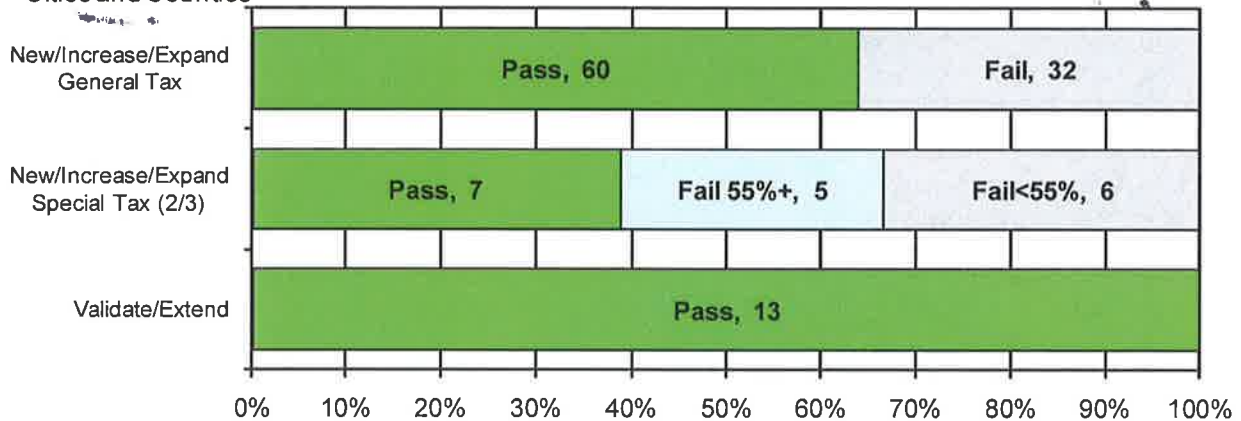 New/Increase/Expand
General Tax
Pass, 60
Fail, 32
New/Increase/Expand
Special Tax (2/3)
Pass, 7
Fail 55%+, 5
Fail<55%, 6
Validate/Extend
Pass, 13
0% 10% 20% 30% 40% 50% 60% 70% 80% 90% 100%